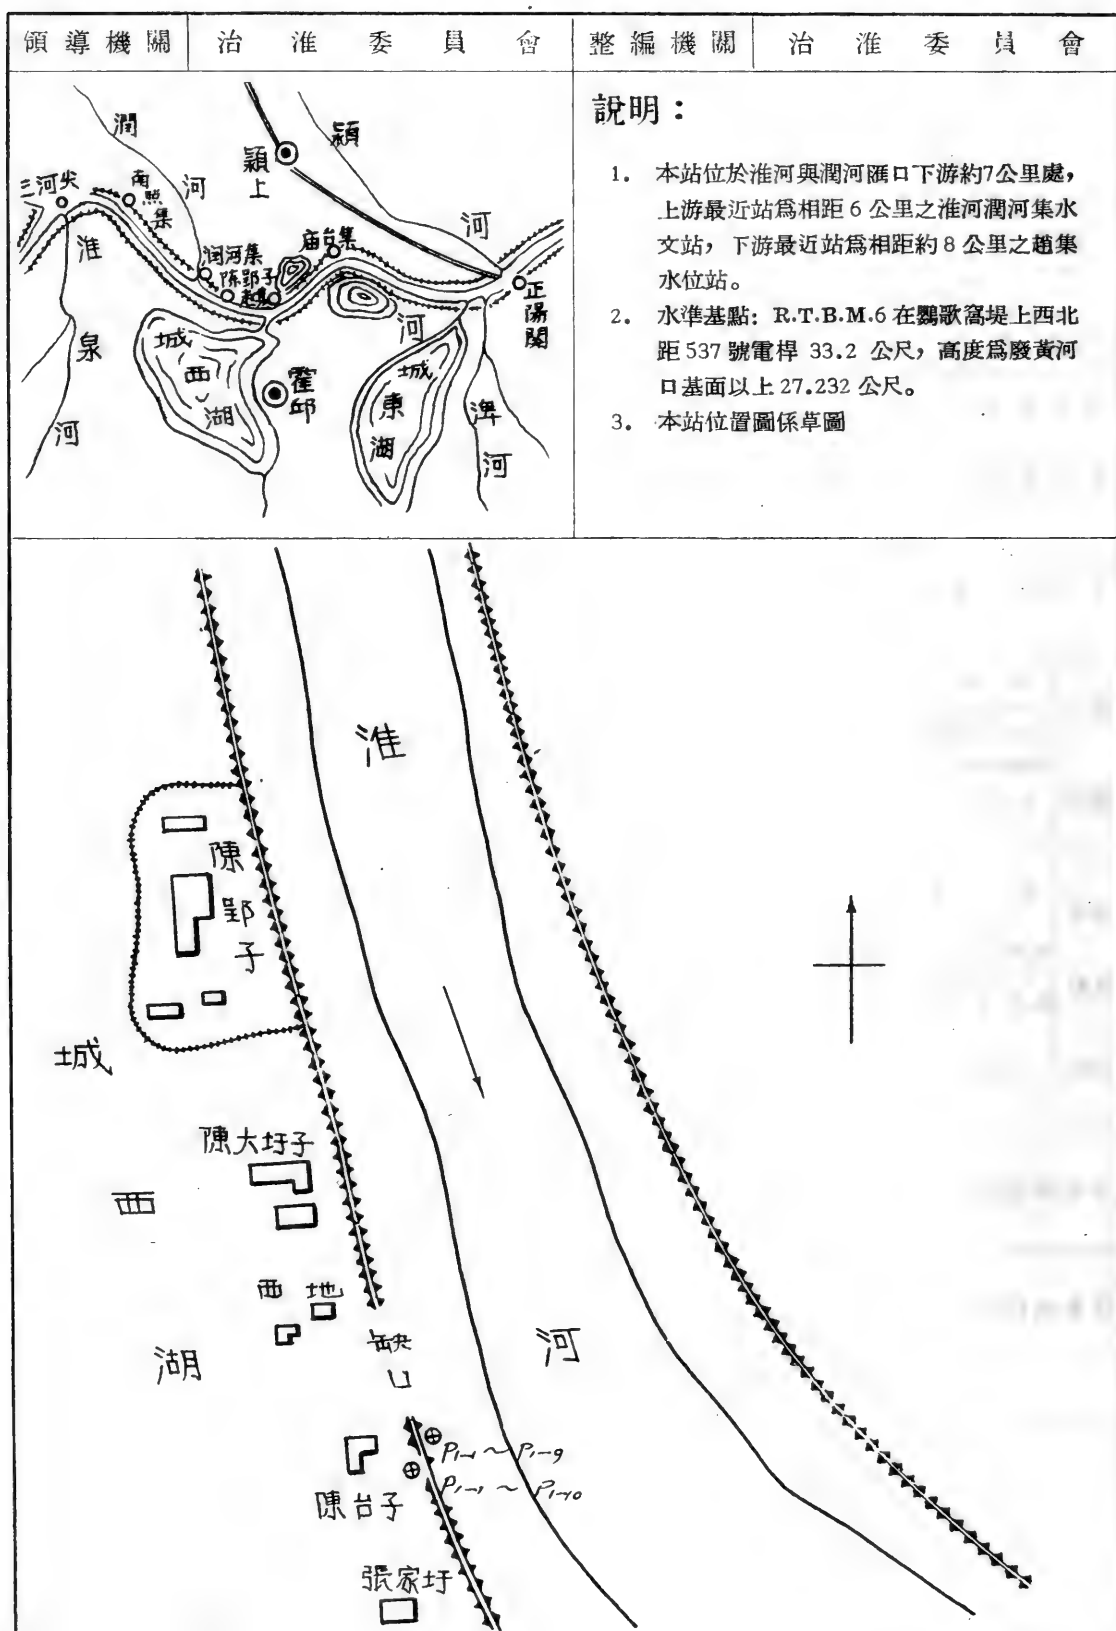 領導機關 治淮委員會 整編機關 治淮委員會
說明：
1. 本站位於淮河與潤河匯口下游約7公里處，
上游最近站爲相距6公里之淮河潤河集水
文站，下游最近站爲相距約8公里之趙集
水位站。
2. 水準基點：R.T.B.M.6在鸚歌窩堤上西北
距537號電桿33.2公尺，高度爲廢黃河
口基面以上27.232公尺。
3. 本站位置圖係草圖
潤河
潁上
潁河
三河尖
南照集
淮河
润河集
陳郢子
趙集
庙台集
正陽關
泉河
城西湖
霍邱
城東湖
淠河
淮河
陳郢子
城西湖
陳大圩子
西地
缺口
P₁₋₁～P₁₋₉
P₁₋₁～P₁₋₁₀
陳台子
張家圩